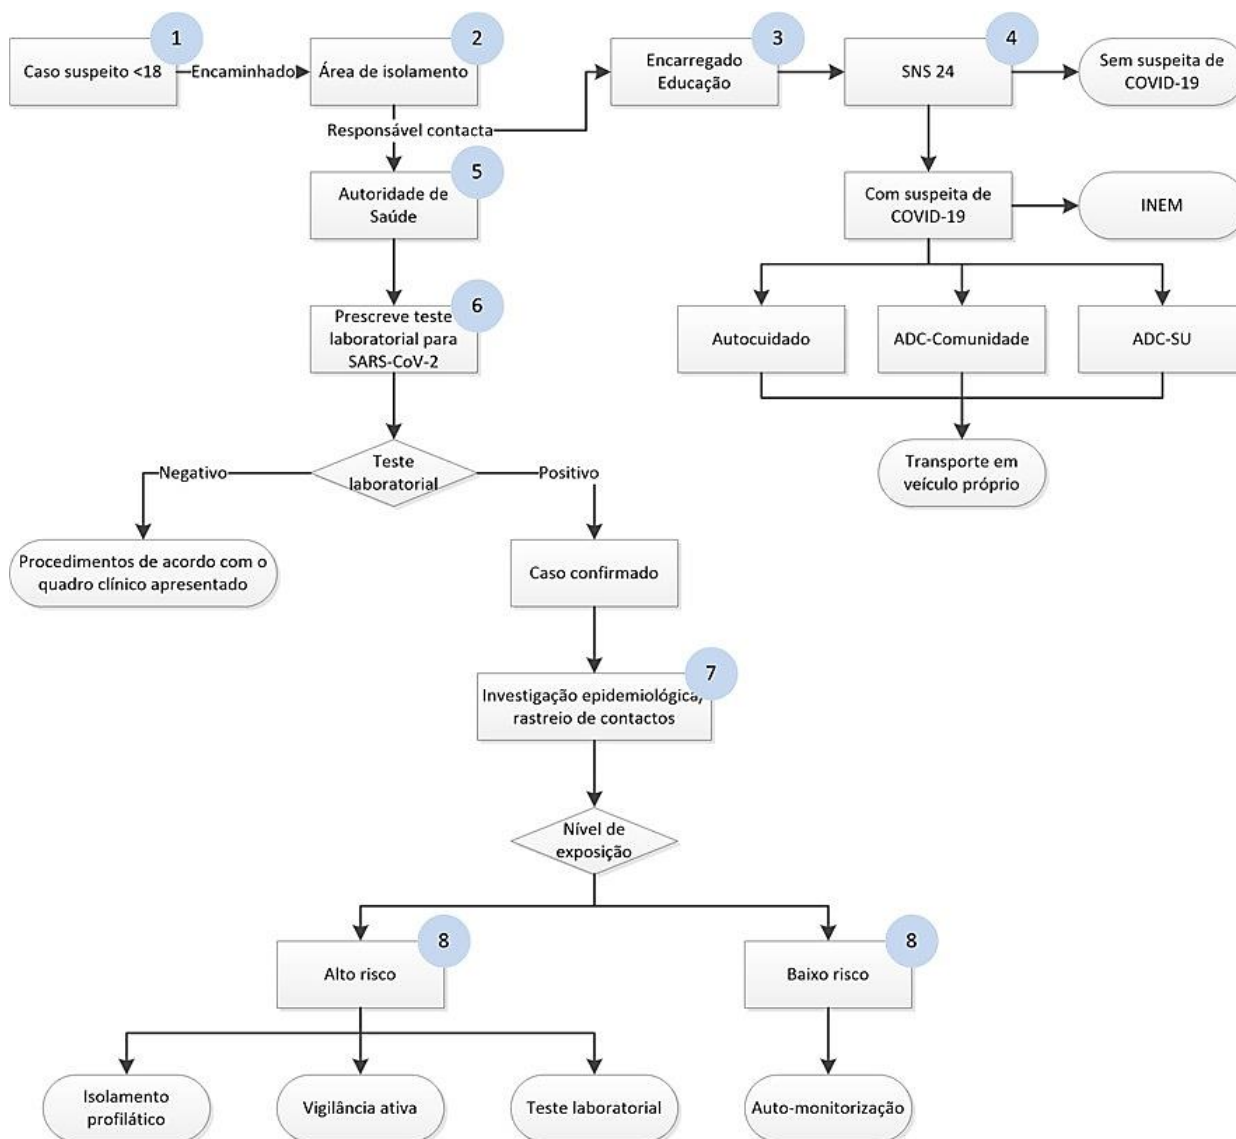 1
2
3
4
Caso suspeito <18
Encaminhado
Área de isolamento
Encarregado
Educação
SNS 24
Sem suspeita de
COVID-19
Responsável contacta
5
Autoridade de
Saúde
Com suspeita de
COVID-19
INEM
6
Prescreve teste
laboratorial para
SARS-CoV-2
Autocuidado
ADC-Comunidade
ADC-SU
Negativo
Teste
laboratorial
Positivo
Transporte em
veículo próprio
Procedimentos de acordo com o
quadro clínico apresentado
Caso confirmado
7
Investigação epidemiológica/
rastreio de contactos
Nível de
exposição
8
Alto risco
8
Baixo risco
Isolamento
profilático
Vigilância ativa
Teste laboratorial
Auto-monitorização